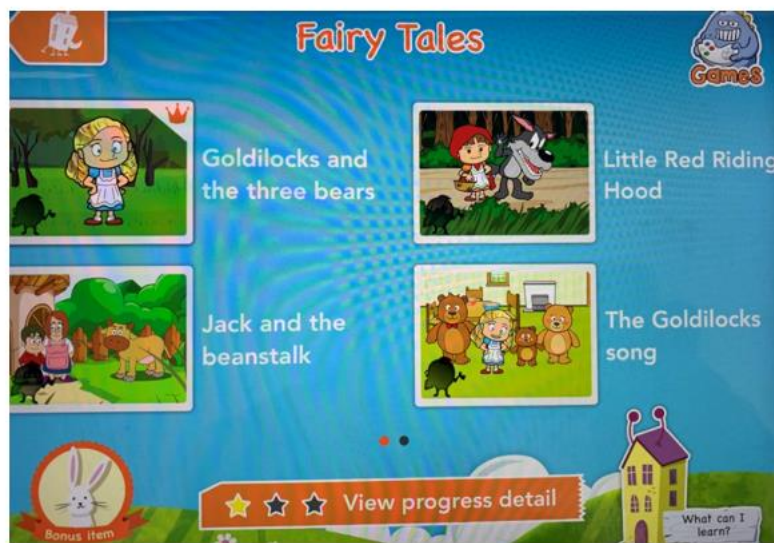 Fairy Tales
Games
Goldilocks and
the three bears
Little Red Riding
Hood
Jack and the
beanstalk
The Goldilocks
song
Bonus item
View progress detail
What can I
learn?